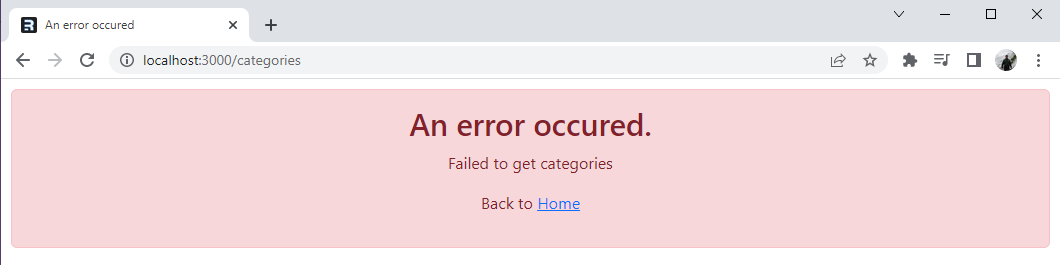 An error occured
localhost:3000/categories
An error occured.
Failed to get categories
Back to Home